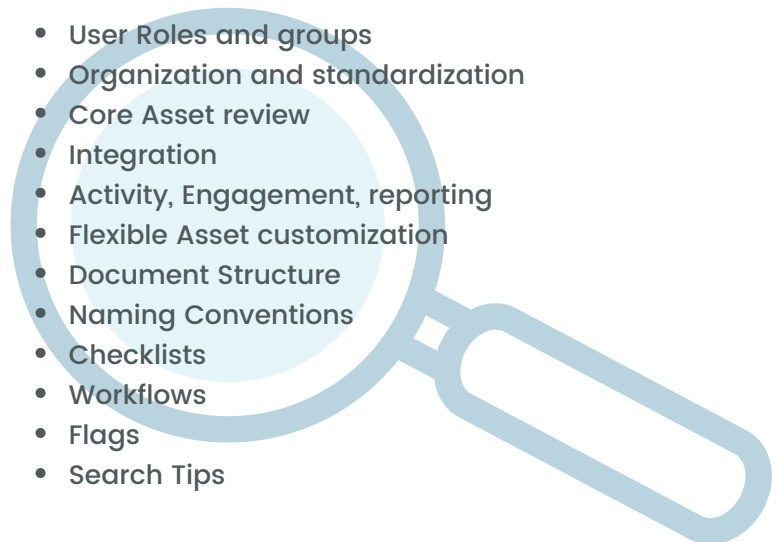 • User Roles and groups
• Organization and standardization
• Core Asset review
• Integration
• Activity, Engagement, reporting
• Flexible Asset customization
• Document Structure
• Naming Conventions
• Checklists
• Workflows
• Flags
• Search Tips